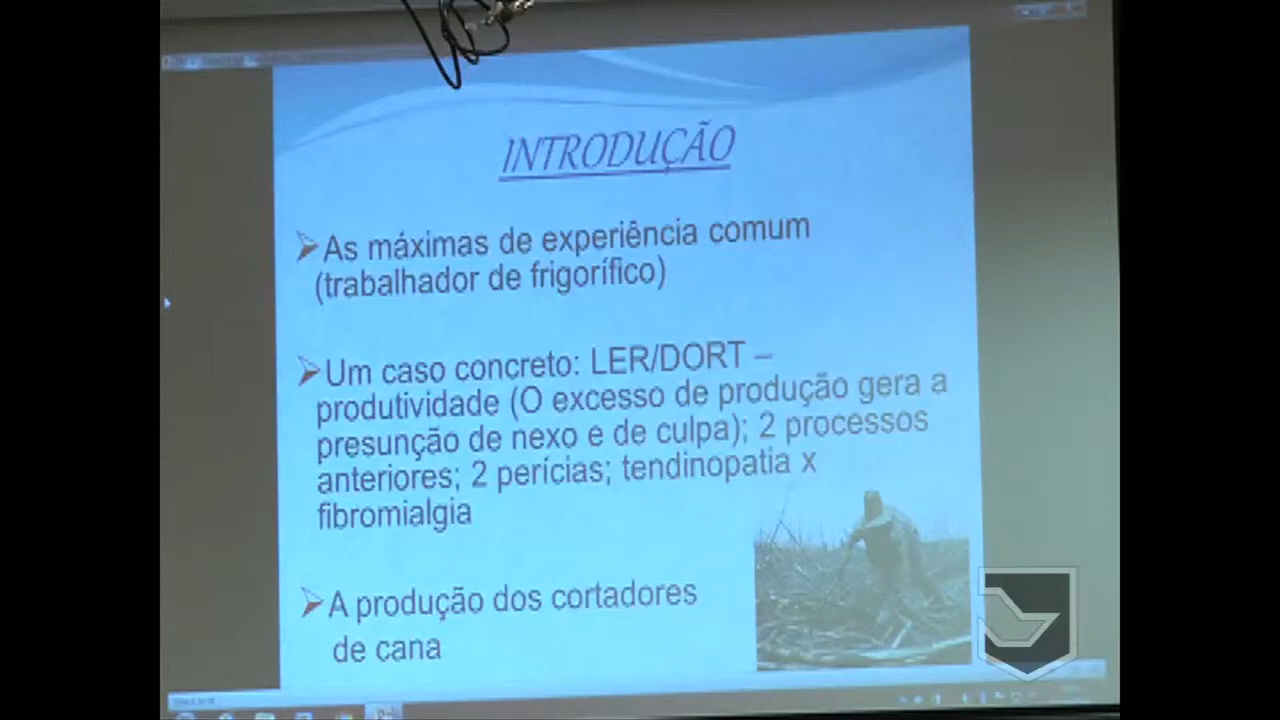 INTRODUÇÃO
As máximas de experiência comum
(trabalhador de frigorífico)
Um caso concreto: LER/DORT –
produtividade (O excesso de produção gera a
presunção de nexo e de culpa); 2 processos
anteriores; 2 perícias; tendinopatia x
fibromialgia
A produção dos cortadores
de cana